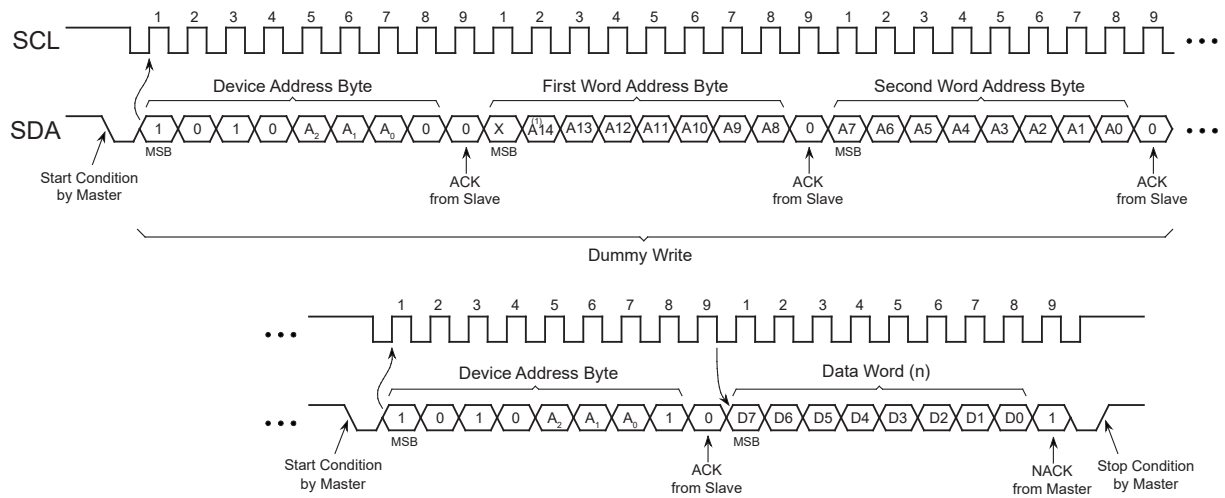 1 2 3 4 5 6 7 8 9 1 2 3 4 5 6 7 8 9 1 2 3 4 5 6 7 8 9
SCL
Device Address Byte First Word Address Byte Second Word Address Byte
SDA 1 0 1 0 A2 A1 A0 0 0 X A14(1) A13 A12 A11 A10 A9 A8 0 A7 A6 A5 A4 A3 A2 A1 A0 0
MSB MSB MSB
Start Condition
by Master
ACK
from Slave
ACK
from Slave
ACK
from Slave
Dummy Write
1 2 3 4 5 6 7 8 9 1 2 3 4 5 6 7 8 9
Device Address Byte Data Word (n)
1 0 1 0 A2 A1 A0 1 0 D7 D6 D5 D4 D3 D2 D1 D0 1
MSB MSB
Start Condition
by Master
ACK
from Slave
NACK
from Master
Stop Condition
by Master